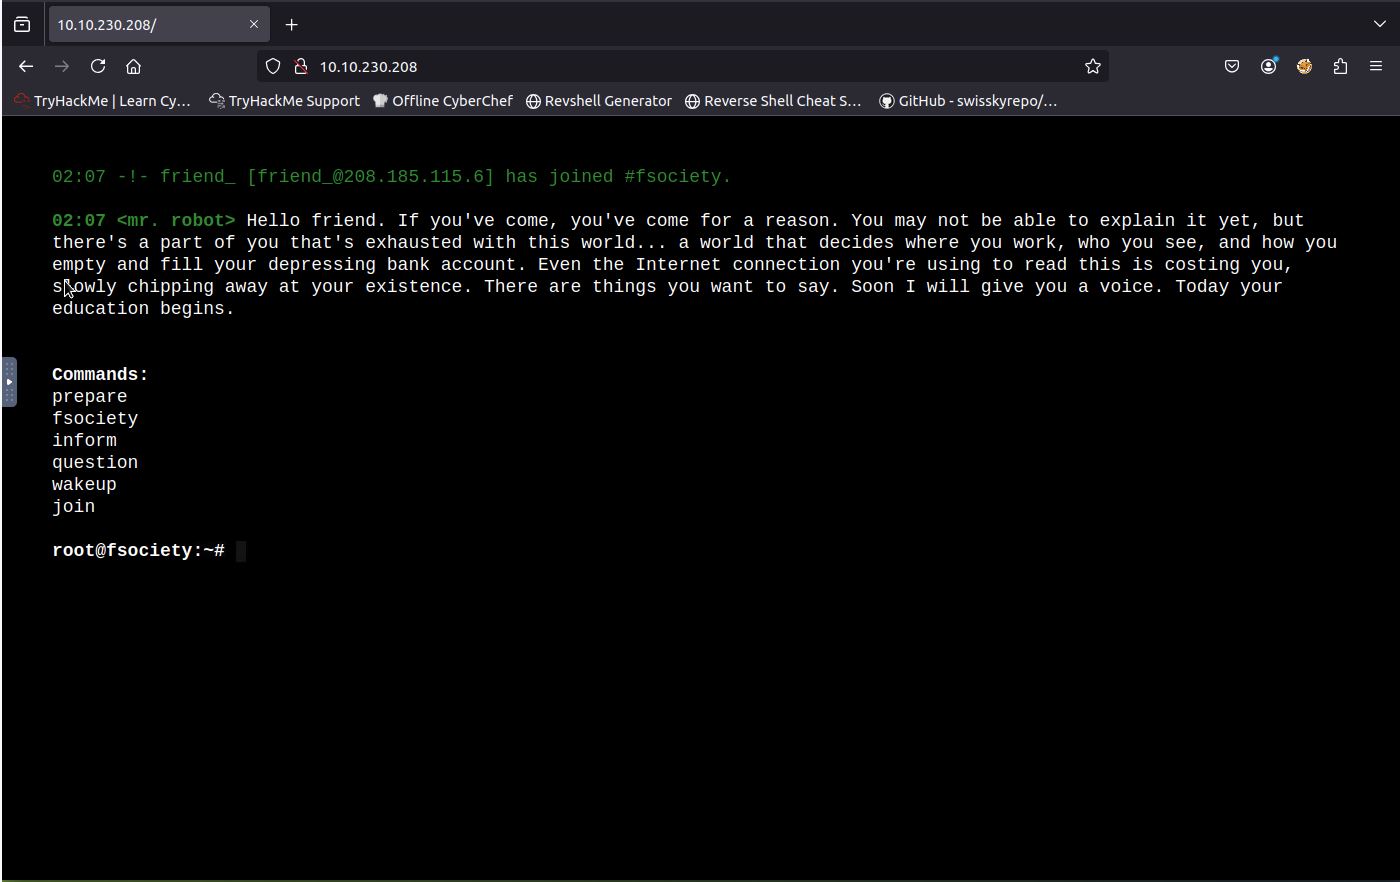 10.10.230.208/
10.10.230.208
TryHackMe | Learn Cy… TryHackMe Support Offline CyberChef Revshell Generator Reverse Shell Cheat S… GitHub - swisskyrepo/…
02:07 -!- friend_ [friend_@208.185.115.6] has joined #fsociety.
02:07 <mr. robot> Hello friend. If you've come, you've come for a reason. You may not be able to explain it yet, but
there's a part of you that's exhausted with this world... a world that decides where you work, who you see, and how you
empty and fill your depressing bank account. Even the Internet connection you're using to read this is costing you,
slowly chipping away at your existence. There are things you want to say. Soon I will give you a voice. Today your
education begins.
Commands:
prepare
fsociety
inform
question
wakeup
join
root@fsociety:~#